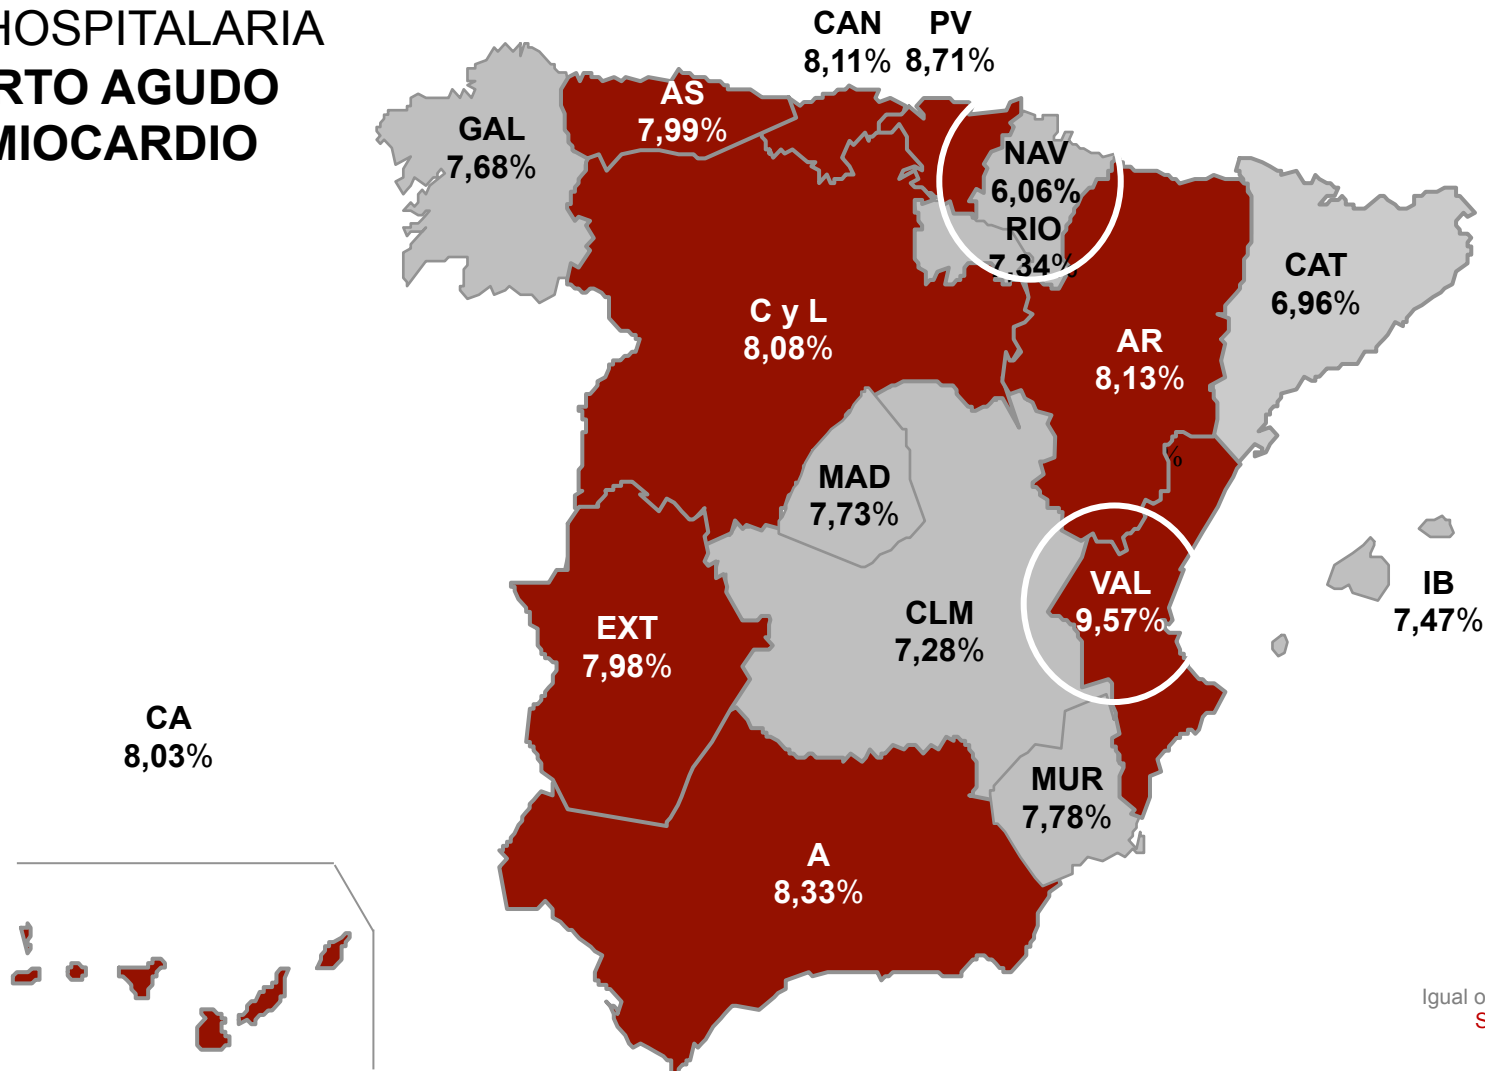 HOSPITALARIA
RTO AGUDO
MIOCARDIO
CAN
8,11%
PV
8,71%
AS
7,99%
GAL
7,68%
NAV
6,06%
RIO
7,34%
CAT
6,96%
C y L
8,08%
AR
8,13%
%
MAD
7,73%
VAL
9,57%
IB
7,47%
CLM
7,28%
EXT
7,98%
CA
8,03%
MUR
7,78%
A
8,33%
Igual o
S